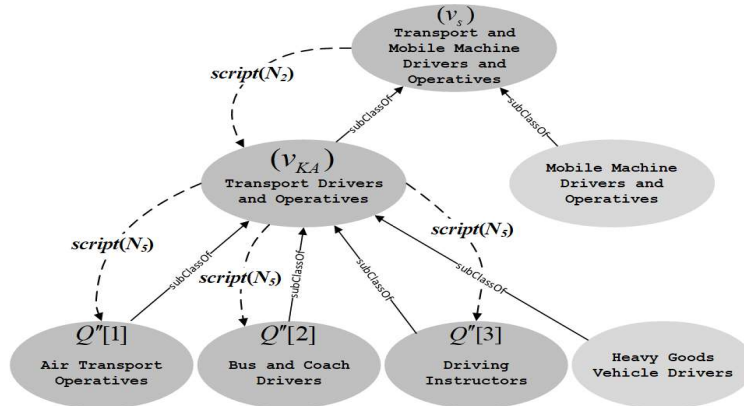 (v_s)
Transport and
Mobile Machine
Drivers and
Operatives
script(N_2)
subClassOf
subClassOf
(v_{KA})
Transport Drivers
and Operatives
Mobile Machine
Drivers and
Operatives
script(N_5)
script(N_5)
script(N_5)
subClassOf
subClassOf
subClassOf
subClassOf
Q″[1]
Air Transport
Operatives
Q″[2]
Bus and Coach
Drivers
Q″[3]
Driving
Instructors
Heavy Goods
Vehicle Drivers